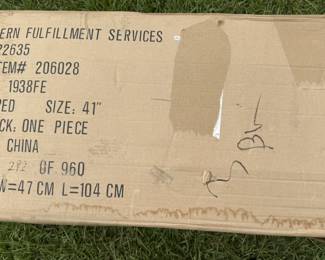 ERN FULFILLMENT SERVICES
22635
TEM# 206028
1938FE
PED SIZE: 41"
CK: ONE PIECE
CHINA
292 OF 960
W=47 CM L=104 CM